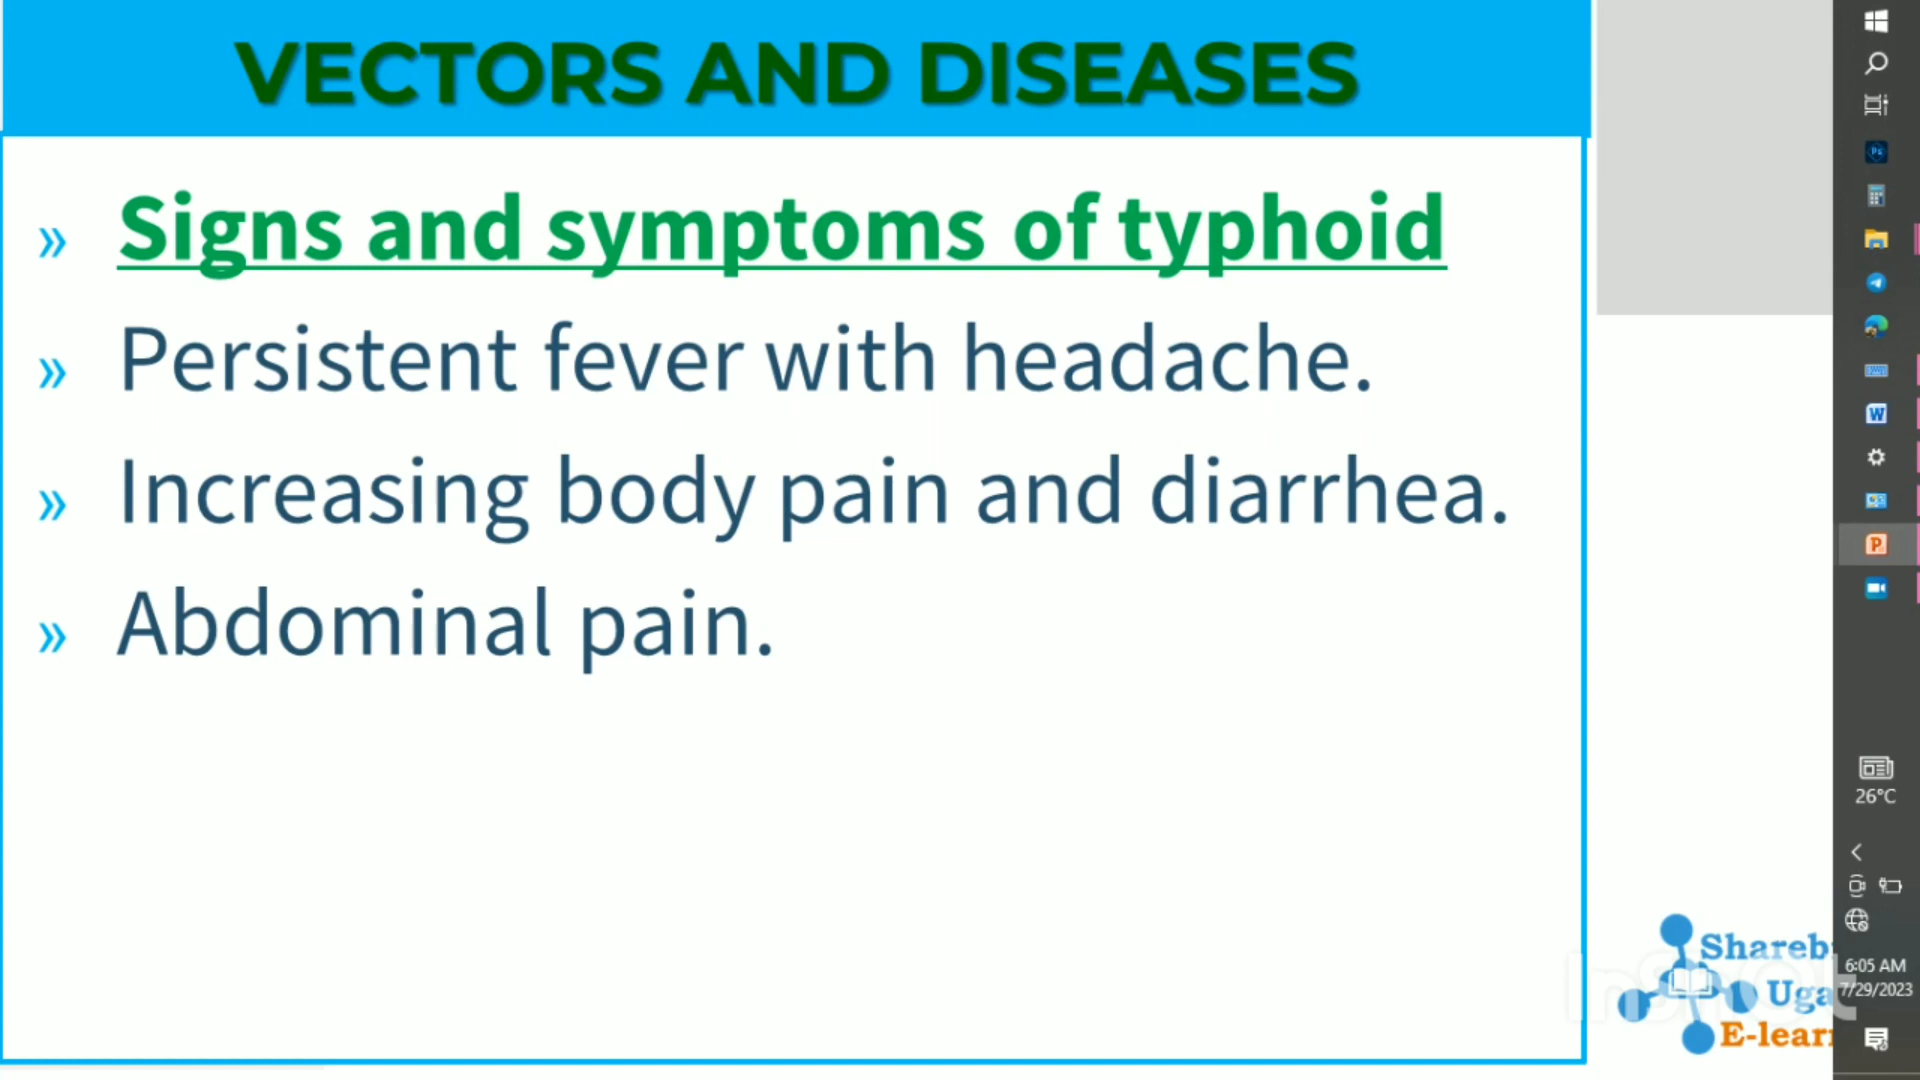 VECTORS AND DISEASES
» Signs and symptoms of typhoid
» Persistent fever with headache.
» Increasing body pain and diarrhea.
» Abdominal pain.
26°C
Shareb
Uga
E-lear
6:05 AM
7/29/2023
InShOt